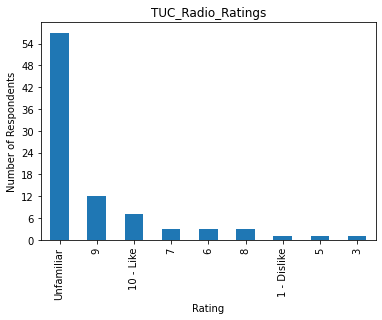 TUC_Radio_Ratings
Number of Respondents
54
48
42
36
30
24
18
12
6
0
Unfamiliar
9
10 - Like
7
6
8
1 - Dislike
5
3
Rating